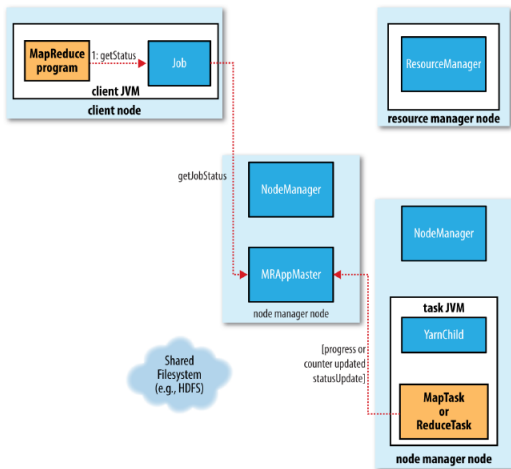 MapReduce
program
1: getStatus
Job
client JVM
client node
ResourceManager
resource manager node
getJobStatus
NodeManager
MRAppMaster
node manager node
NodeManager
task JVM
YarnChild
MapTask
or
ReduceTask
node manager node
[progress or
counter updated
statusUpdate]
Shared
Filesystem
(e.g., HDFS)